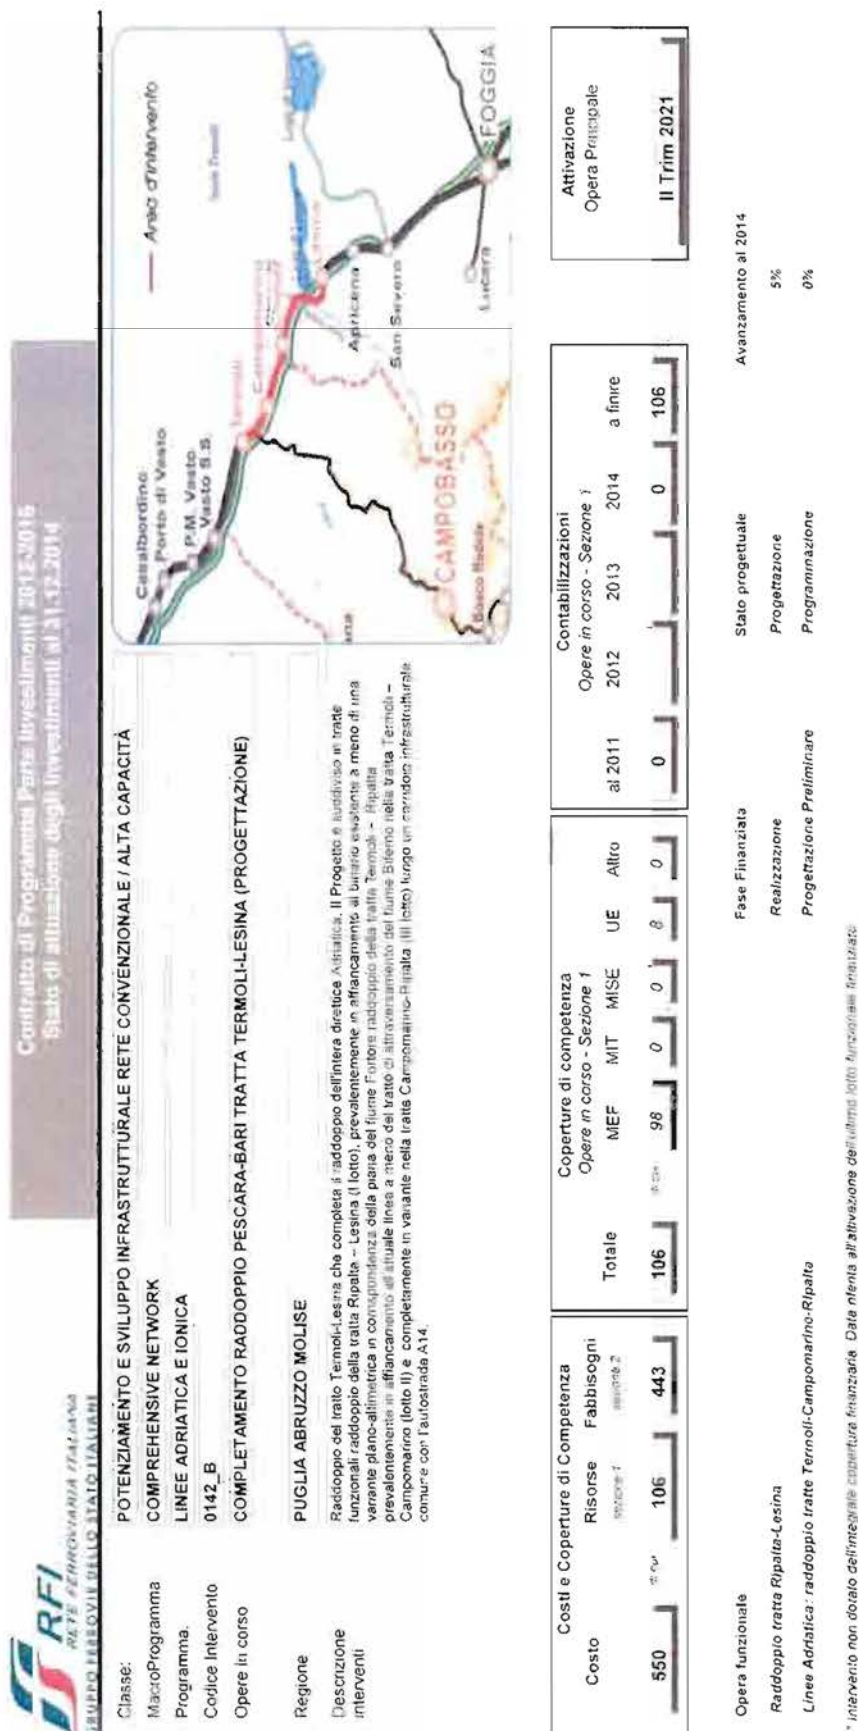 RFI
RETE FERROVIARIA ITALIANA
GRUPPO FERROVIE DELLO STATO ITALIANE
Contratto di Programma Parte Investimenti 2012-2016
Stato di attuazione degli Investimenti al 31-12-2014
Classe: POTENZIAMENTO E SVILUPPO INFRASTRUTTURALE RETE CONVENZIONALE / ALTA CAPACITÀ
MacroProgramma COMPREHENSIVE NETWORK
Programma. LINEE ADRIATICA E IONICA
Codice Intervento 0142_B
Opere in corso COMPLETAMENTO RADDOPPIO PESCARA-BARI TRATTA TERMOLI-LESINA (PROGETTAZIONE)
Regione PUGLIA ABRUZZO MOLISE
Descrizione interventi
Raddoppio del tratto Termoli-Lesina che completa il raddoppio dell'intera direttice Adriatica. Il Progetto è suddiviso in tratte
funzionali raddoppio della tratta Ripalta – Lesina (I lotto), prevalentemente in affiancamento al binario esistente a meno di una
variante plano-altimetrica in corrispondenza della piana del fiume Fortore raddoppio della tratta Termoli – Ripalta
prevalentemente in affiancamento all'attuale linea a meno del tratto di attraversamento del fiume Biferno nella tratta Termoli –
Campomarino (lotto II) e completamente in variante nella tratta Campomarino-Ripalta (III lotto) lungo un corridoio infrastrutturale
comune con l'autostrada A14.
Area d'intervento
Casalbordino
Porto di Vasto
P.M. Vasto
Vasto S.S.
Termoli
Campomarino
Lesina
Apricena
San Severo
Lucera
FOGGIA
CAMPOBASSO
Bosco Redole
Isole Tremiti
Costi e Coperture di Competenza
Costo Risorse Fabbisogni
sezione 1 sezione 2
550 106 443
Coperture di competenza
Opere in corso - Sezione 1
Totale MEF MIT MISE UE Altro
106 98 0 0 8 0
Contabilizzazioni
Opere in corso - Sezione 1
al 2011 2012 2013 2014 a finire
0 0 106
Attivazione
Opera Principale
II Trim 2021
Opera funzionale Fase Finanziata Stato progettuale Avanzamento al 2014
Raddoppio tratta Ripalta-Lesina Realizzazione Progettazione 5%
Linee Adriatica: raddoppio tratte Termoli-Campomarino-Ripalta Progettazione Preliminare Programmazione 0%
Intervento non dotato dell'integrale copertura finanziaria. Data riferita all'attivazione dell'ultimo lotto funzionale finanziato